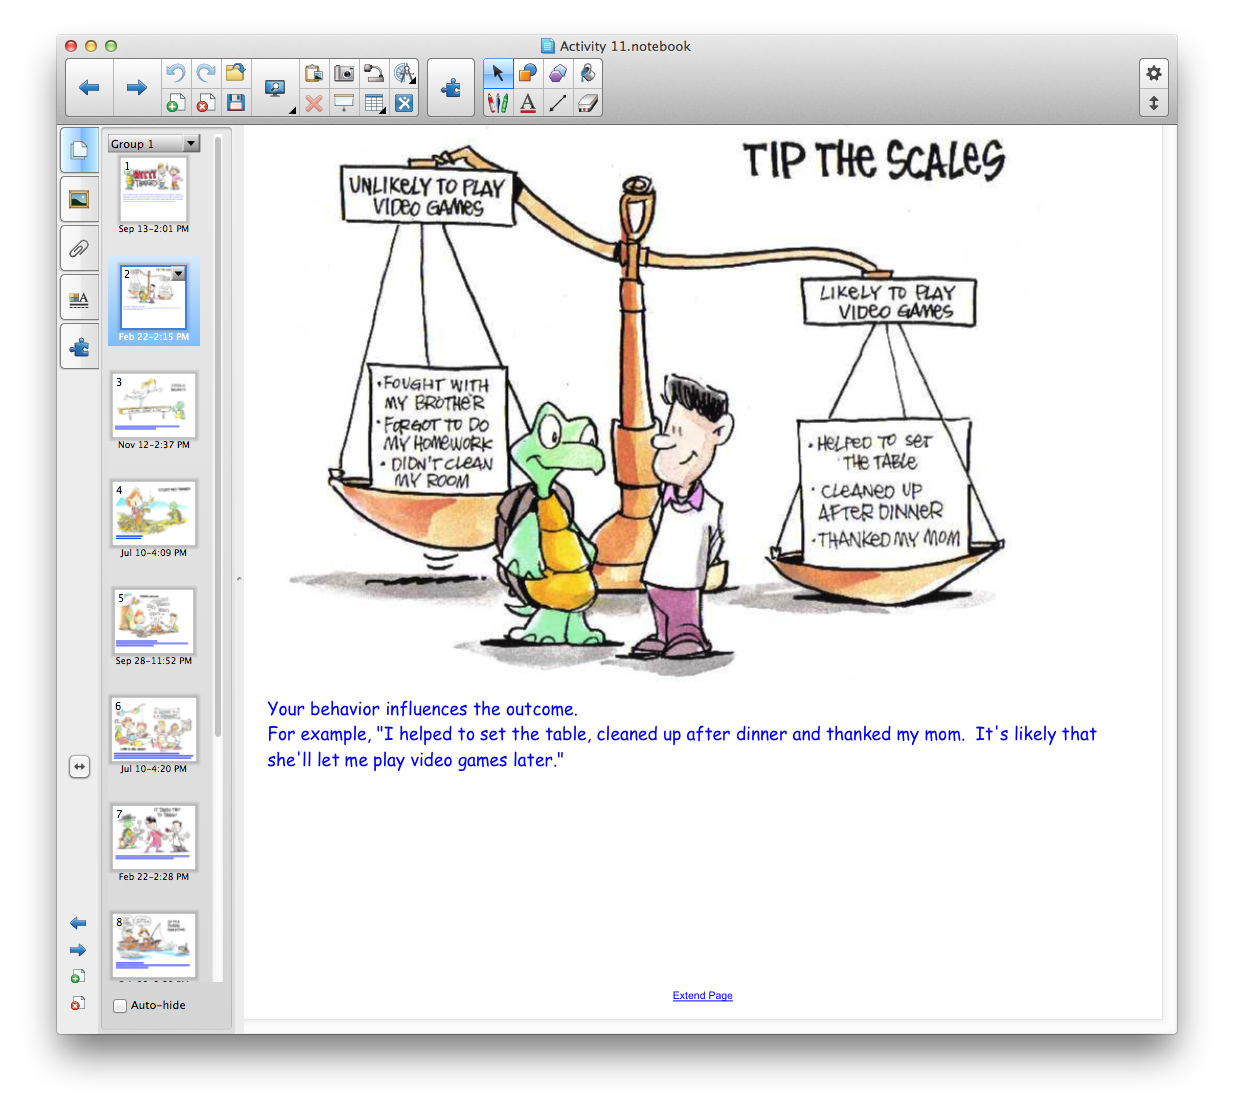 Activity 11.notebook
Group 1
1
Sep 13-2:01 PM
2
Feb 22-2:15 PM
3
Nov 12-2:37 PM
4
Jul 10-4:09 PM
5
Sep 28-11:52 PM
6
Jul 10-4:20 PM
7
Feb 22-2:28 PM
8
Auto-hide
TIP THE SCALES
UNLIKELY TO PLAY
VIDEO GAMES
LIKELY TO PLAY
VIDEO GAMES
• FOUGHT WITH
MY BROTHER
• FORGOT TO DO
MY HOMEWORK
• DIDN'T CLEAN
MY ROOM
• HELPED TO SET
THE TABLE
• CLEANED UP
AFTER DINNER
• THANKED MY MOM
Your behavior influences the outcome.
For example, "I helped to set the table, cleaned up after dinner and thanked my mom.  It's likely that
she'll let me play video games later."
Extend Page